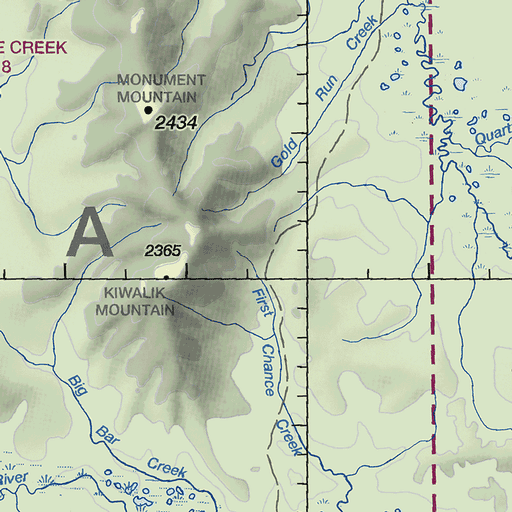 E CREEK
8
MONUMENT
MOUNTAIN
2434
Gold Run Creek
Quart
A
2365
KIWALIK
MOUNTAIN
First Chance Creek
Big Bar Creek
River